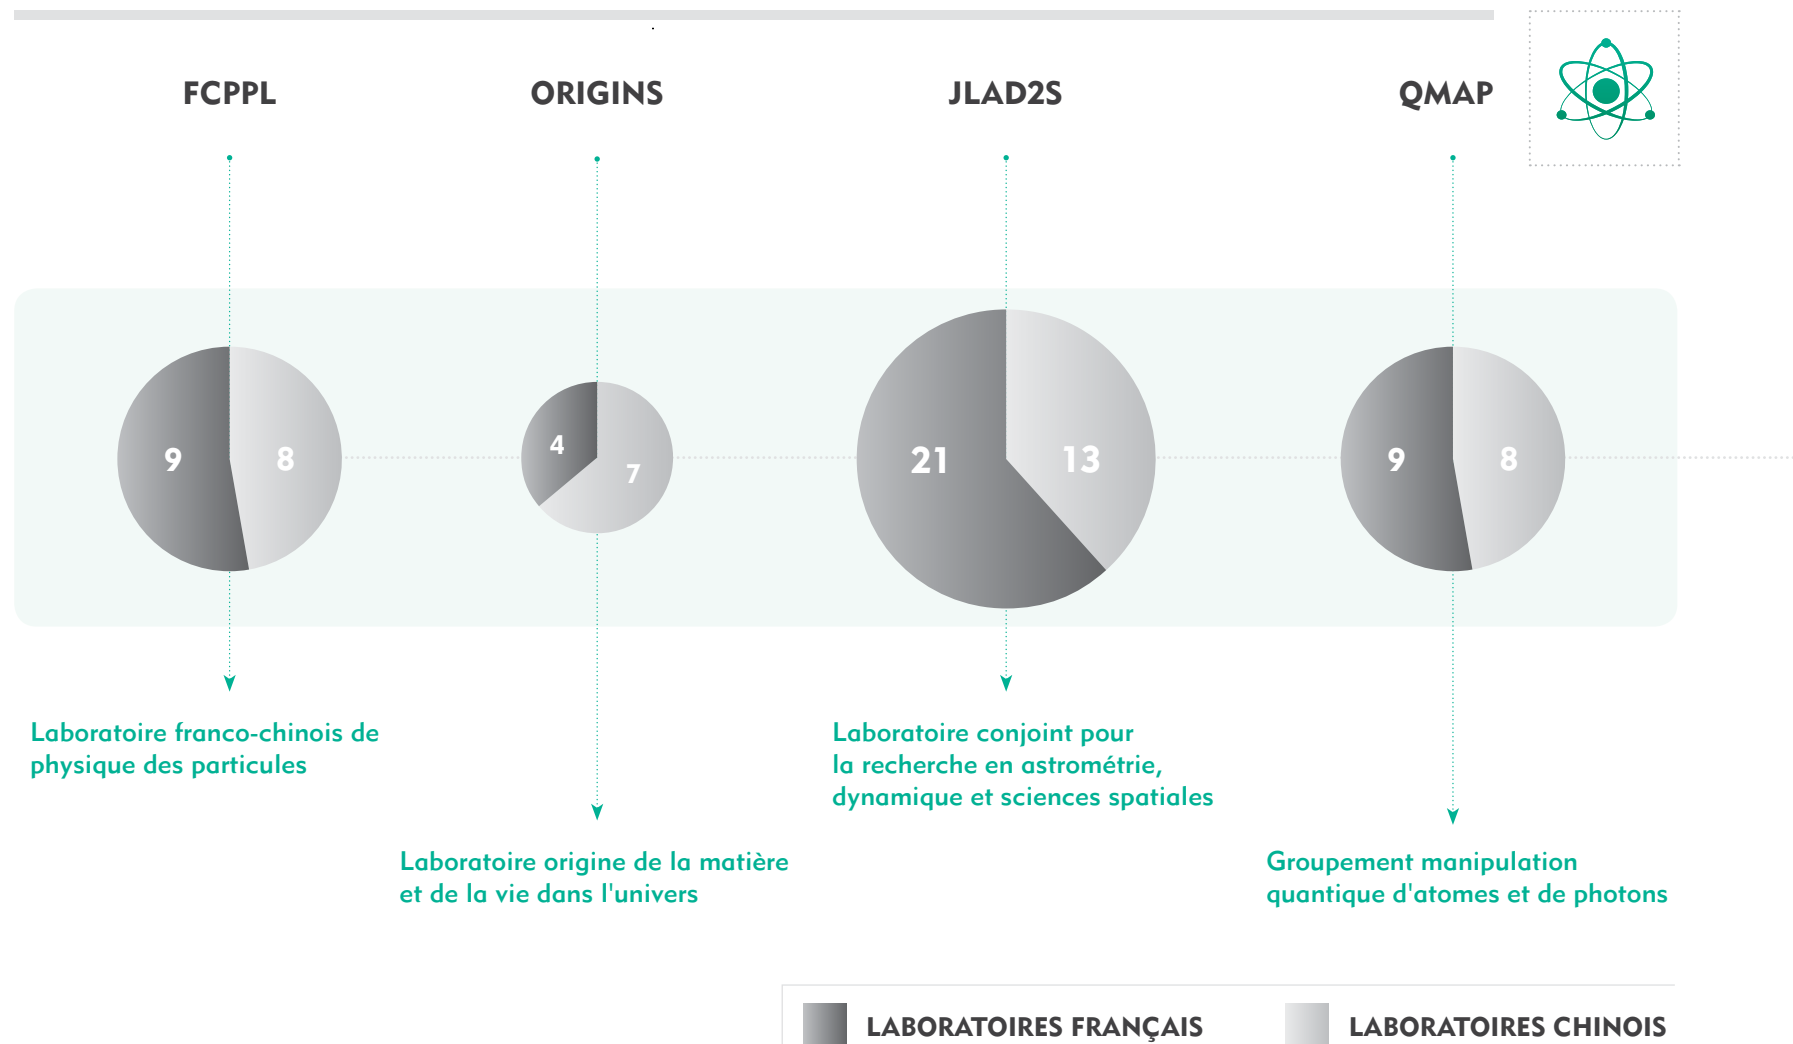 FCPPL
ORIGINS
JLAD2S
QMAP
9
8
4
7
21
13
9
8
Laboratoire franco-chinois de
physique des particules
Laboratoire origine de la matière
et de la vie dans l'univers
Laboratoire conjoint pour
la recherche en astrométrie,
dynamique et sciences spatiales
Groupement manipulation
quantique d'atomes et de photons
LABORATOIRES FRANÇAIS
LABORATOIRES CHINOIS